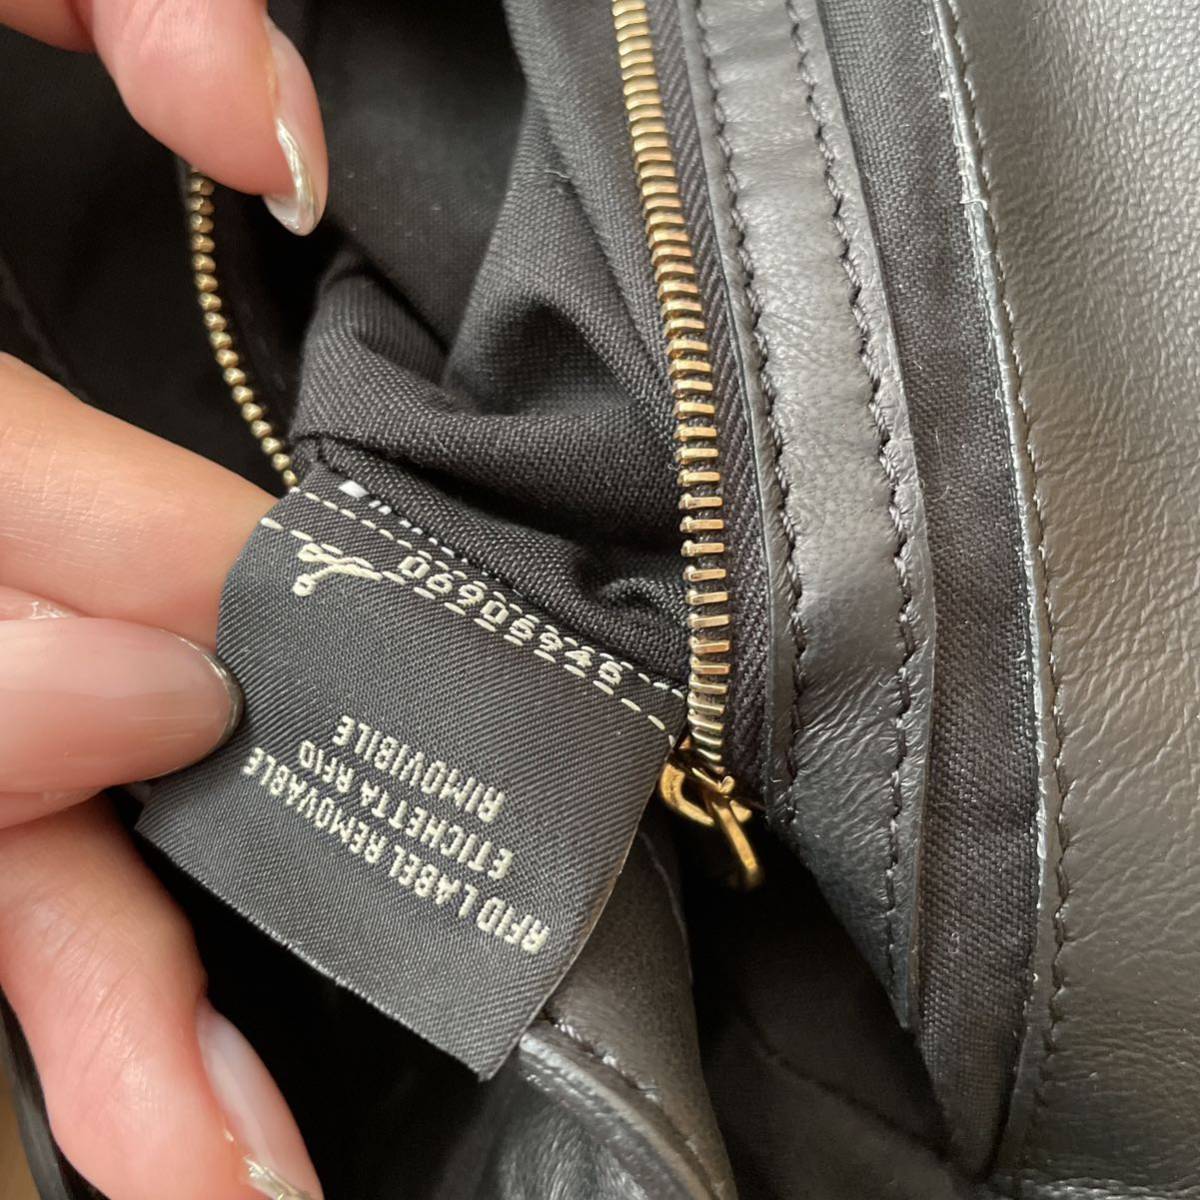 RFID LABEL REMOVABLE
ETICHETTA RFID
RIMOVIBILE